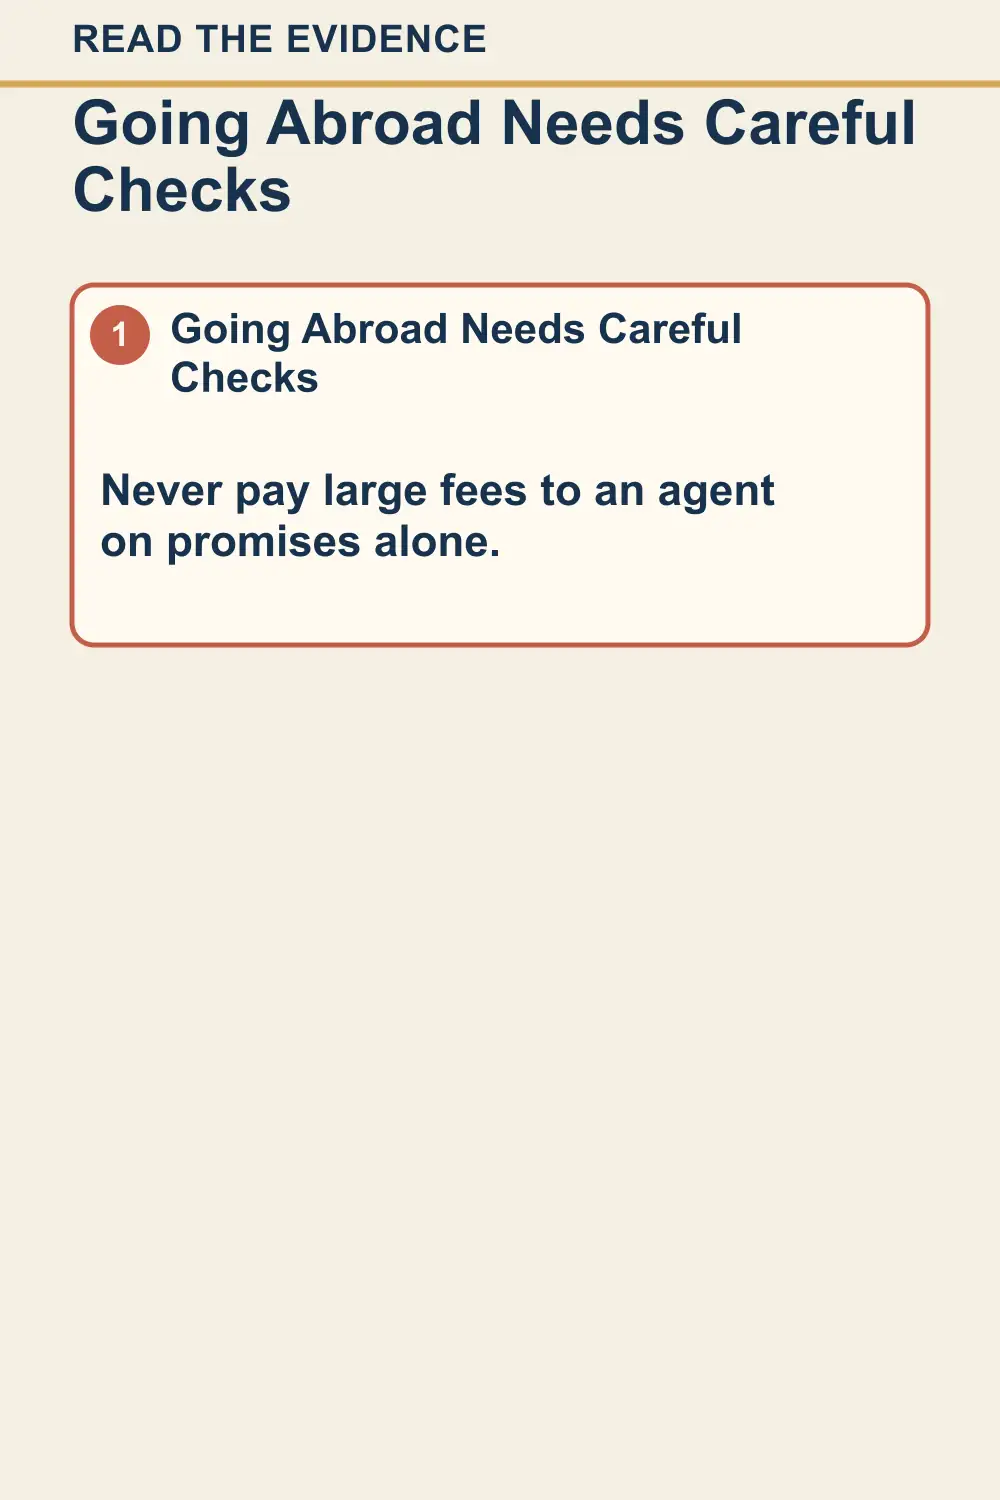 READ THE EVIDENCE
Going Abroad Needs Careful
Checks
1
Going Abroad Needs Careful
Checks
Never pay large fees to an agent
on promises alone.